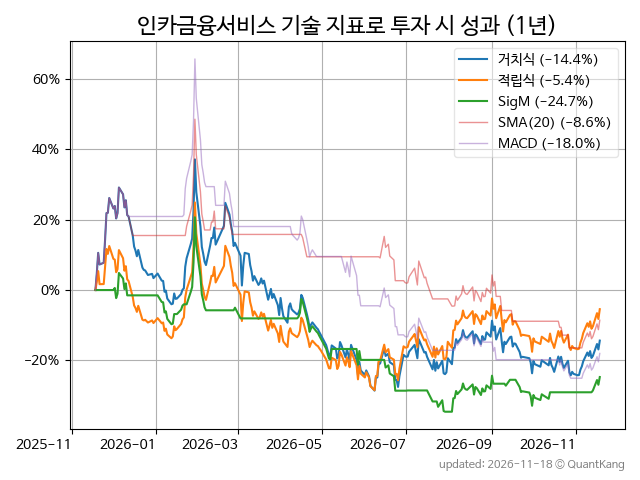 인카금융서비스 기술 지표로 투자 시 성과 (1년)
거치식 (-14.4%)
적립식 (-5.4%)
SigM (-24.7%)
SMA(20) (-8.6%)
MACD (-18.0%)
60%
40%
20%
0%
-20%
2025-11 2026-01 2026-03 2026-05 2026-07 2026-09 2026-11
updated: 2026-11-18 © QuantKang